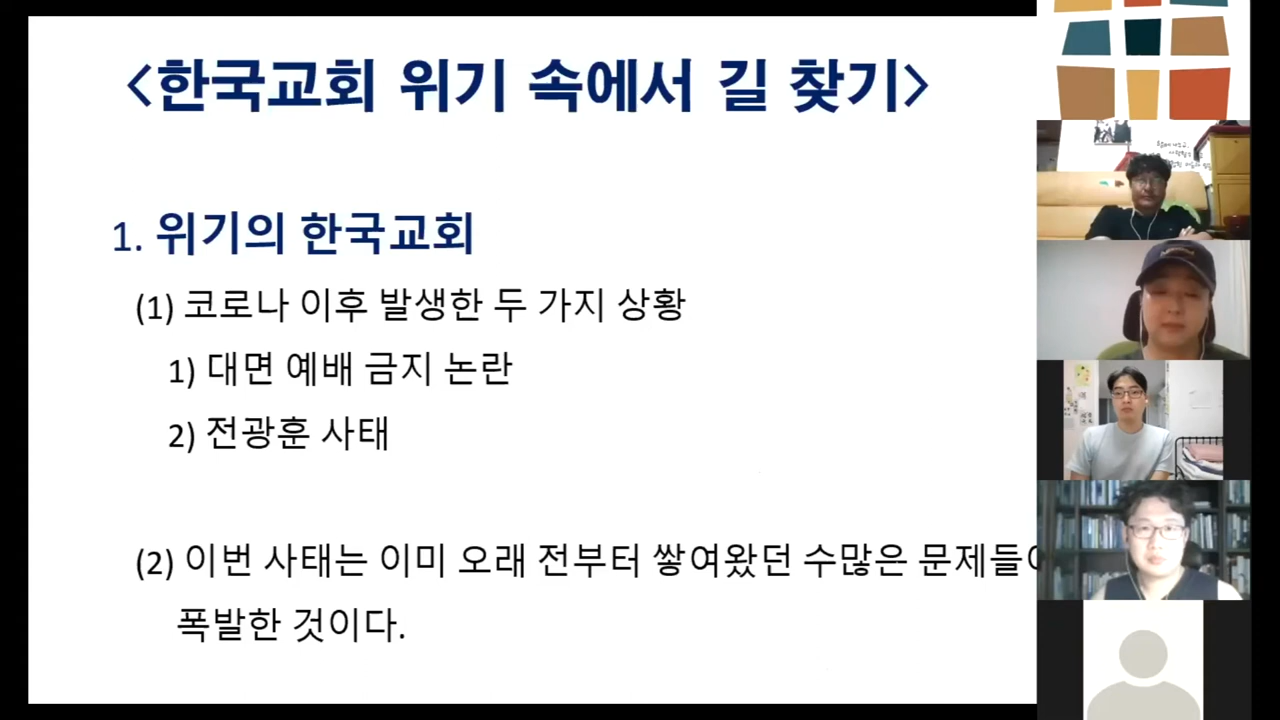 <한국교회 위기 속에서 길 찾기>
1. 위기의 한국교회
(1) 코로나 이후 발생한 두 가지 상황
1) 대면 예배 금지 논란
2) 전광훈 사태
(2) 이번 사태는 이미 오래 전부터 쌓여왔던 수많은 문제들
폭발한 것이다.